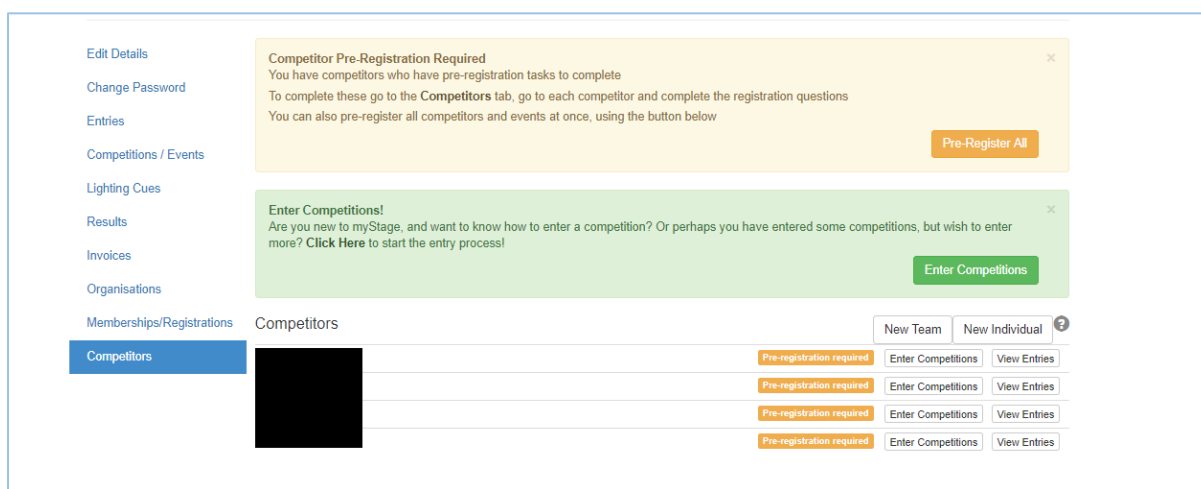 Edit Details
Change Password
Entries
Competitions / Events
Lighting Cues
Results
Invoices
Organisations
Memberships/Registrations
Competitors
Competitor Pre-Registration Required
×
You have competitors who have pre-registration tasks to complete
To complete these go to the Competitors tab, go to each competitor and complete the registration questions
You can also pre-register all competitors and events at once, using the button below
Pre-Register All
Enter Competitions!
×
Are you new to myStage, and want to know how to enter a competition? Or perhaps you have entered some competitions, but wish to enter
more? Click Here to start the entry process!
Enter Competitions
Competitors
New Team New Individual ?
Pre-registration required Enter Competitions View Entries
Pre-registration required Enter Competitions View Entries
Pre-registration required Enter Competitions View Entries
Pre-registration required Enter Competitions View Entries